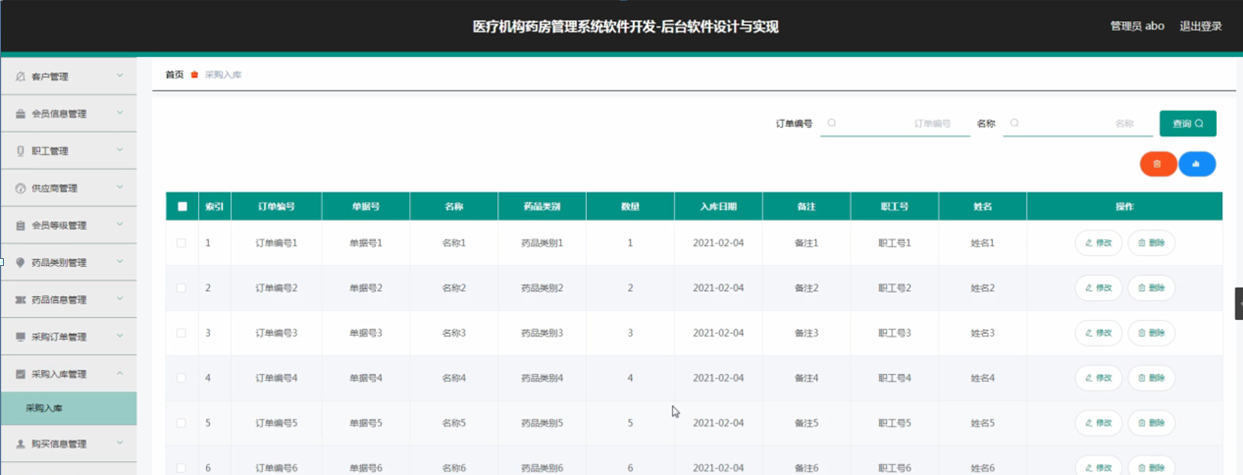 医疗机构药房管理系统软件开发-后台软件设计与实现
管理员 abo 退出登录
客户管理
会员信息管理
职工管理
供应商管理
会员等级管理
药品类别管理
药品信息管理
采购订单管理
采购入库管理
采购入库
购买信息管理
首页 采购入库
订单编号 订单编号 名称 名称 查询
索引 订单编号 单据号 名称 药品类别 数量 入库日期 备注 职工号 姓名 操作
1 订单编号1 单据号1 名称1 药品类别1 1 2021-02-04 备注1 职工号1 姓名1 修改 删除
2 订单编号2 单据号2 名称2 药品类别2 2 2021-02-04 备注2 职工号2 姓名2 修改 删除
3 订单编号3 单据号3 名称3 药品类别3 3 2021-02-04 备注3 职工号3 姓名3 修改 删除
4 订单编号4 单据号4 名称4 药品类别4 4 2021-02-04 备注4 职工号4 姓名4 修改 删除
5 订单编号5 单据号5 名称5 药品类别5 5 2021-02-04 备注5 职工号5 姓名5 修改 删除
6 订单编号6 单据号6 名称6 药品类别6 6 2021-02-04 备注6 职工号6 姓名6 修改 删除